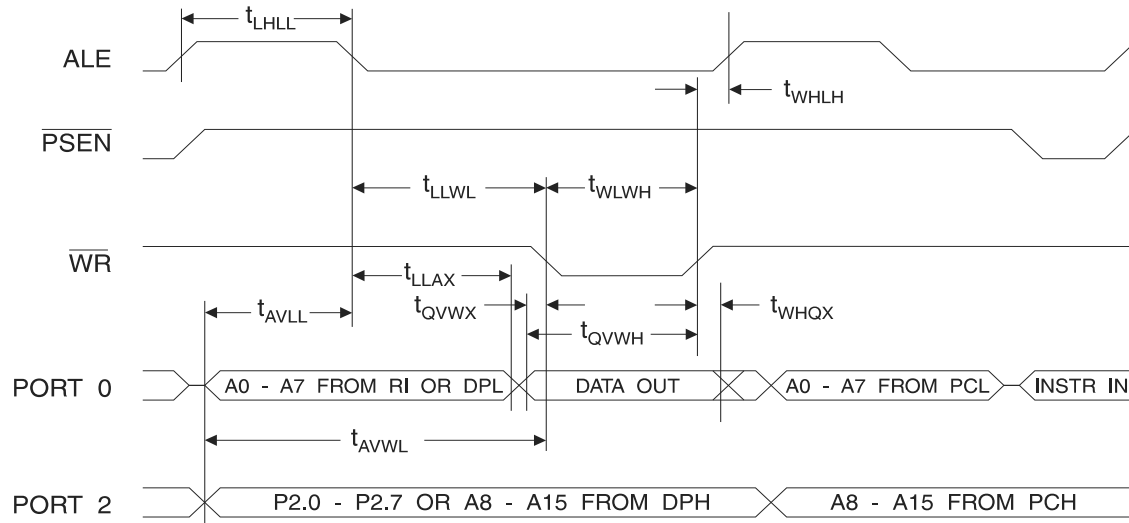 tLHLL
ALE
tWHLH
PSEN
tLLWL
tWLWH
WR
tLLAX
tQVWX
tWHQX
tAVLL
tQVWH
PORT 0
A0 - A7 FROM RI OR DPL
DATA OUT
A0 - A7 FROM PCL
INSTR IN
tAVWL
PORT 2
P2.0 - P2.7 OR A8 - A15 FROM DPH
A8 - A15 FROM PCH